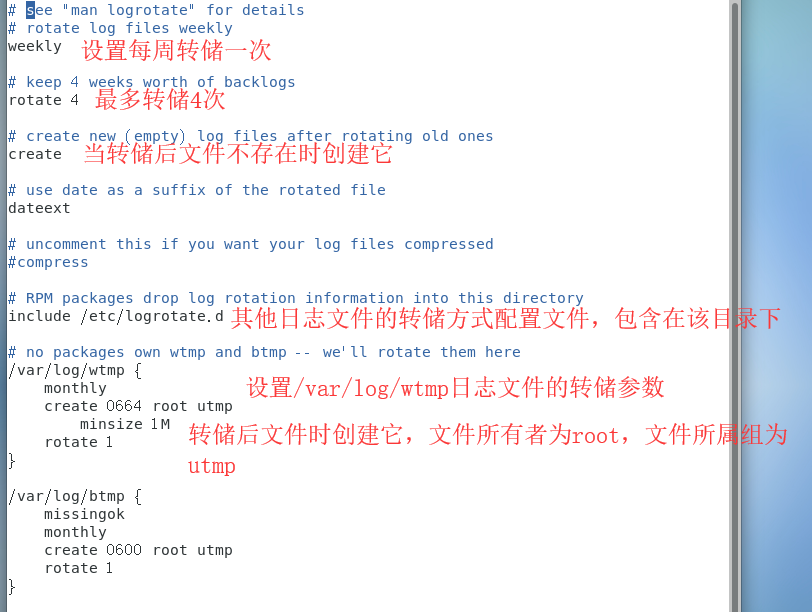 # see "man logrotate" for details
# rotate log files weekly
weekly 设置每周转储一次
# keep 4 weeks worth of backlogs
rotate 4 最多转储4次
# create new (empty) log files after rotating old ones
create 当转储后文件不存在时创建它
# use date as a suffix of the rotated file
dateext
# uncomment this if you want your log files compressed
#compress
# RPM packages drop log rotation information into this directory
include /etc/logrotate.d 其他日志文件的转储方式配置文件，包含在该目录下
# no packages own wtmp and btmp -- we'll rotate them here
/var/log/wtmp {
monthly 设置/var/log/wtmp日志文件的转储参数
create 0664 root utmp
minsize 1M
rotate 1 转储后文件时创建它，文件所有者为root，文件所属组为
} utmp
/var/log/btmp {
missingok
monthly
create 0600 root utmp
rotate 1
}